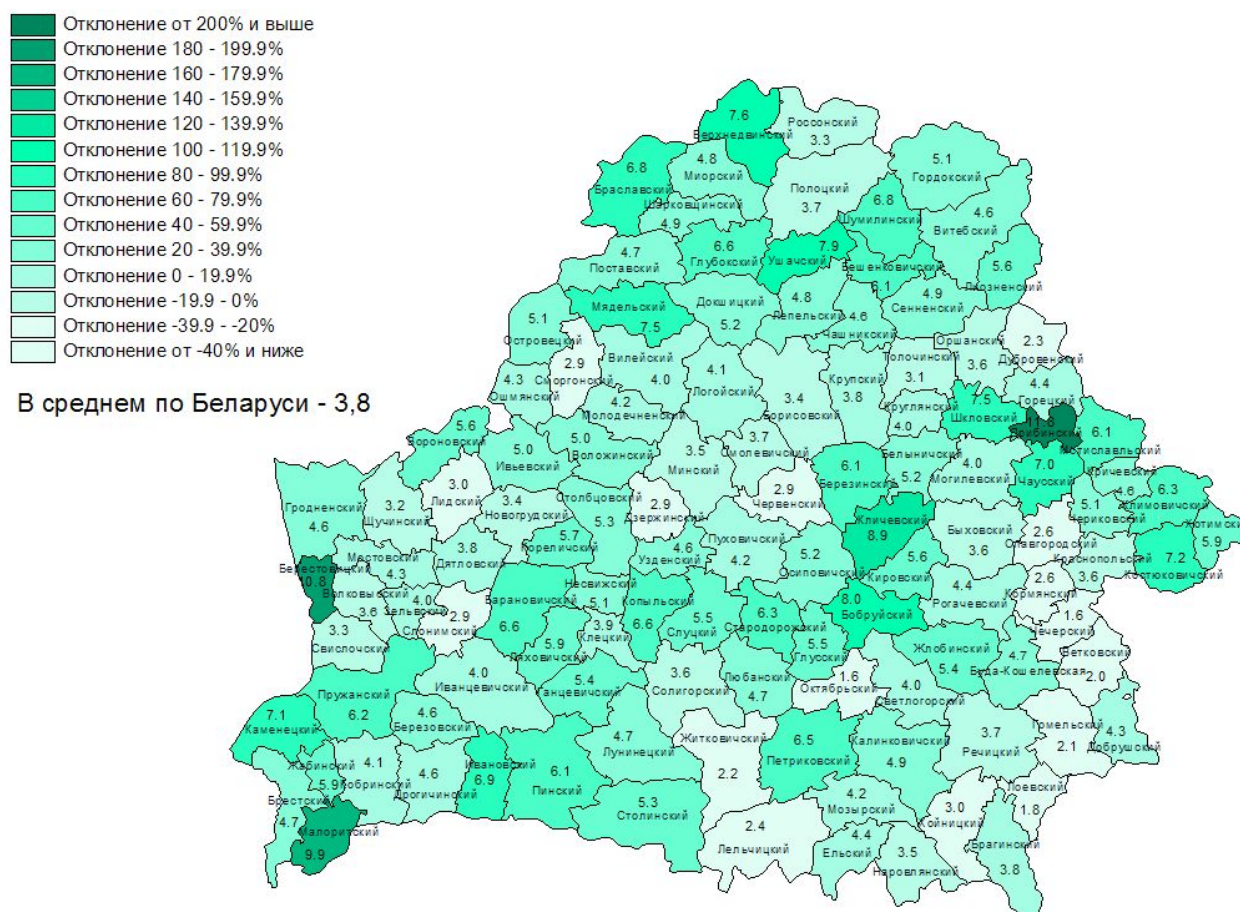 Отклонение от 200% и выше
Отклонение 180 - 199.9%
Отклонение 160 - 179.9%
Отклонение 140 - 159.9%
Отклонение 120 - 139.9%
Отклонение 100 - 119.9%
Отклонение 80 - 99.9%
Отклонение 60 - 79.9%
Отклонение 40 - 59.9%
Отклонение 20 - 39.9%
Отклонение 0 - 19.9%
Отклонение -19.9 - 0%
Отклонение -39.9 - -20%
Отклонение от -40% и ниже
В среднем по Беларуси - 3,8
7.6
Верхнедвинский
Россонский
3.3
6.8
Браславский
4.8
Миорский
Шарковщинский
4.9
Полоцкий
3.7
5.1
Гордокский
6.8
Шумилинский
4.6
Витебский
4.7
Поставский
6.6
Глубокский
7.9
Ушачский
Бешенковичский
6.1
5.6
Лиозненский
4.9
Сенненский
Мядельский
7.5
Докшицкий
5.2
4.8
Лепельский
4.6
Чашникский
5.1
Островецкий
2.9
Сморгонский
Вилейский
4.0
4.1
Логойский
3.4
Борисовский
Крупский
3.8
Толочинский
3.1
Оршанский
3.6
2.3
Дубровенский
4.4
Горецкий
4.3
Ошмянский
4.2
Молодечненский
Круглянский
4.0
7.5
Шкловский
11.8
Дрибинский
6.1
Мстиславльский
5.6
Вороновский
5.0
Ивьевский
5.0
Воложинский
3.5
Минский
3.7
Смолевичский
6.1
Березинский
Белыничский
5.2
4.0
Могилевский
7.0
Чаусский
Кричевский
4.6
6.3
Климовичский
Гродненский
4.6
3.2
Щучинский
3.0
Лидский
3.4
Новогрудский
Столбцовский
5.3
2.9
Дзержинский
2.9
Червенский
Кличевский
8.9
Быховский
3.6
2.6
Славгородский
5.1
Чериковский
Краснопольский
3.6
7.2
Костюковичский
Хотимск
5.9
Берестовицкий
10.8
Мостовский
4.3
Волковысский
3.6
3.8
Дятловский
5.7
Кореличский
4.6
Узденский
Пуховичский
4.2
5.2
Осиповичский
5.6
Кировский
4.4
Рогачевский
2.6
Кормянский
1.6
Чечерский
4.0
Зельвенский
2.9
Слонимский
3.3
Свислочский
Барановичский
6.6
Несвижский
5.1
5.9
Ляховичский
3.9
Клецкий
Копыльский
6.6
5.5
Слуцкий
6.3
Стародорожский
5.5
Глусский
8.0
Бобруйский
Жлобинский
5.4
4.7
Буда-Кошелевская
Ветковский
2.0
Пружанский
6.2
4.0
Иванцевичский
5.4
Ганцевичский
3.6
Солигорский
Любанский
4.7
1.6
Октябрьский
4.0
Светлогорский
7.1
Каменецкий
4.6
Березовский
4.7
Лунинецкий
Житковичский
2.2
6.5
Петриковский
Калинковичский
4.9
3.7
Речицкий
Гомельский
2.1
4.3
Добрушский
Жабинский
5.9
4.1
Кобринский
4.6
Дрогичинский
Ивановский
6.9
6.1
Пинский
5.3
Столинский
Брестский
4.7
Малоритский
9.9
2.4
Лельчицкий
4.2
Мозырский
4.4
Ельский
3.5
Наровлянский
3.0
Хойницкий
Лоевский
1.8
Брагинский
3.8